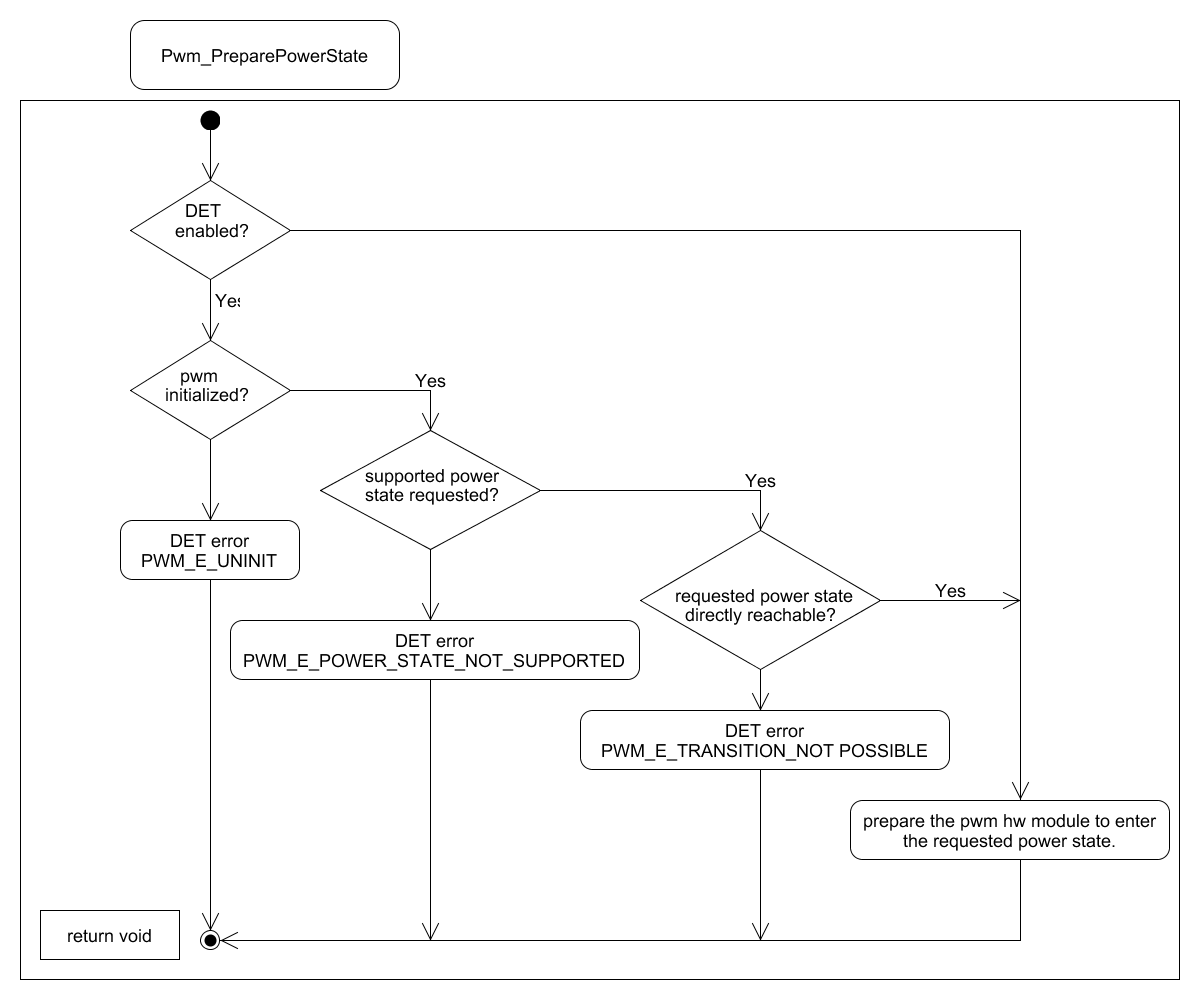 Pwm_PreparePowerState
DET
enabled?
Yes
pwm
initialized?
Yes
supported power
state requested?
Yes
requested power state
directly reachable?
Yes
DET error
PWM_E_UNINIT
DET error
PWM_E_POWER_STATE_NOT_SUPPORTED
DET error
PWM_E_TRANSITION_NOT POSSIBLE
prepare the pwm hw module to enter
the requested power state.
return void